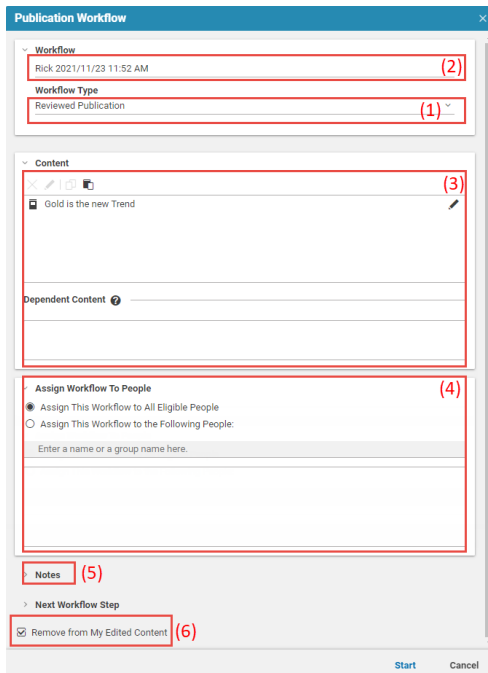 Publication Workflow
Workflow
Rick 2021/11/23 11:52 AM
(2)
Workflow Type
Reviewed Publication
(1)
Content
(3)
Gold is the new Trend
Dependent Content
Assign Workflow To People
(4)
Assign This Workflow to All Eligible People
Assign This Workflow to the Following People:
Enter a name or a group name here.
Notes
(5)
Next Workflow Step
Remove from My Edited Content
(6)
Start Cancel